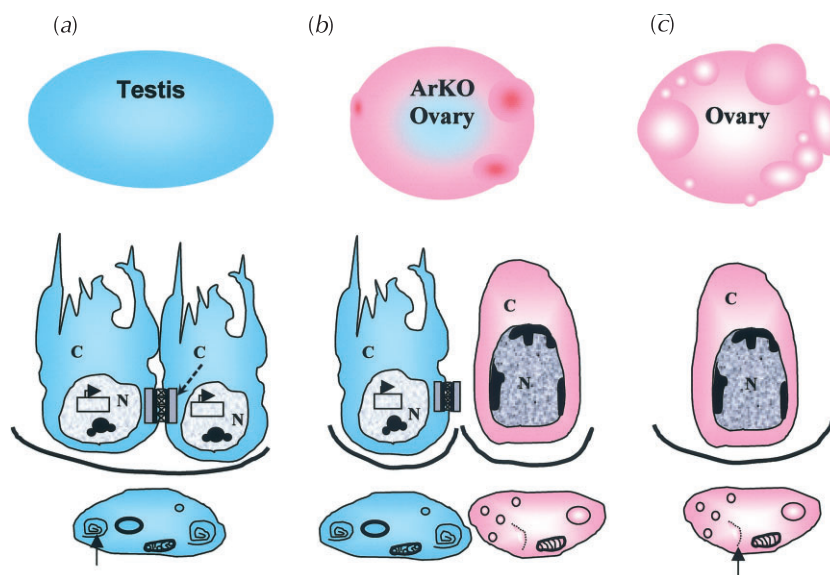 (a) (b) (c)
Testis
ArKO
Ovary
Ovary
C C
N N
C
N
C
N
C
N